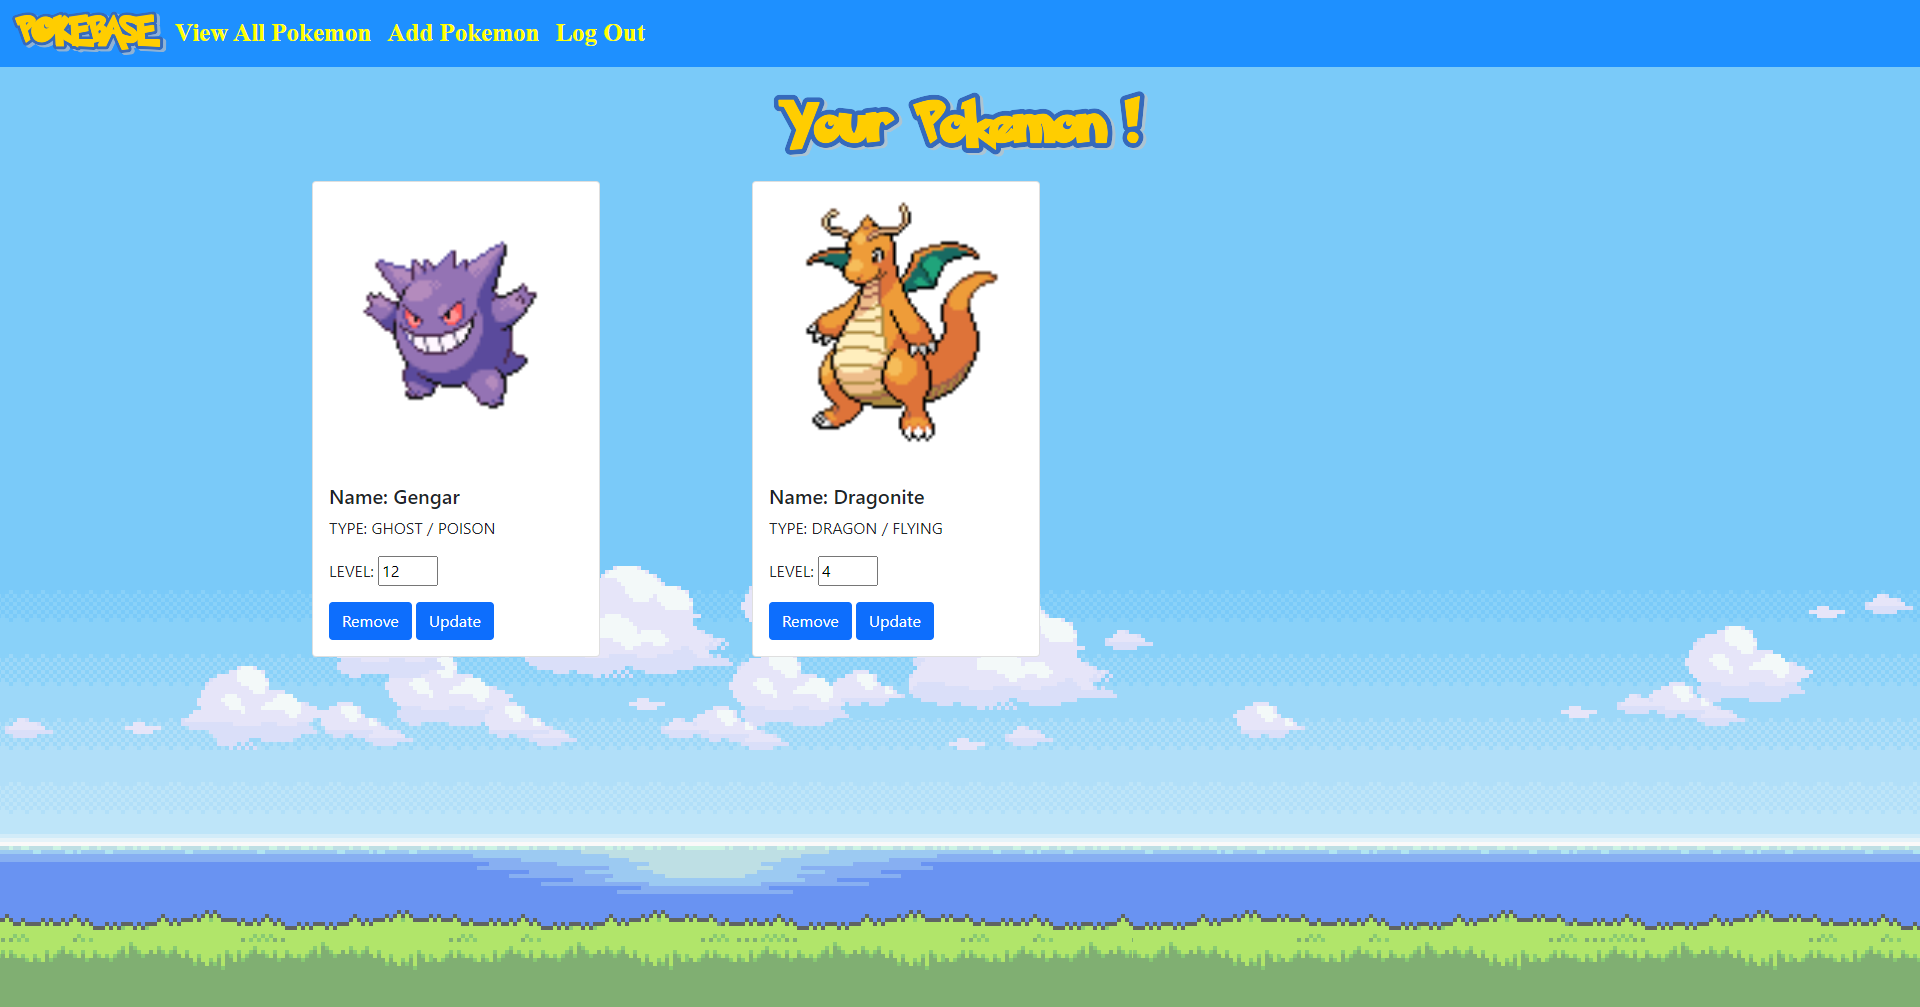 POKEBASE View All Pokemon Add Pokemon Log Out
Your Pokemon!
Name: Gengar
TYPE: GHOST / POISON
LEVEL: 12
Remove Update
Name: Dragonite
TYPE: DRAGON / FLYING
LEVEL: 4
Remove Update